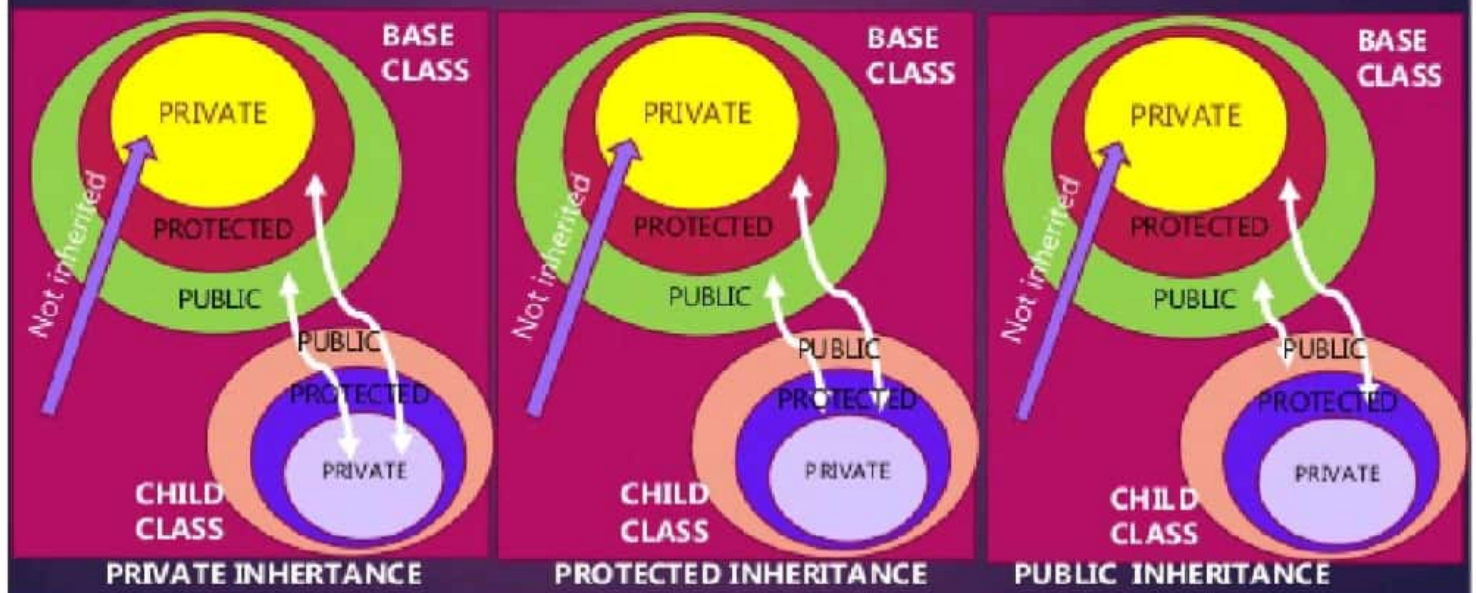 BASE
CLASS
PRIVATE
Not inherited
PROTECTED
PUBLIC
PUBLIC
PROTECTED
PRIVATE
CHILD
CLASS
PRIVATE INHERTANCE
BASE
CLASS
PRIVATE
Not inherited
PROTECTED
PUBLIC
PUBLIC
PROTECTED
PRIVATE
CHILD
CLASS
PROTECTED INHERITANCE
BASE
CLASS
PRIVATE
Not inherited
PROTECTED
PUBLIC
PUBLIC
PROTECTED
PRIVATE
CHILD
CLASS
PUBLIC INHERITANCE